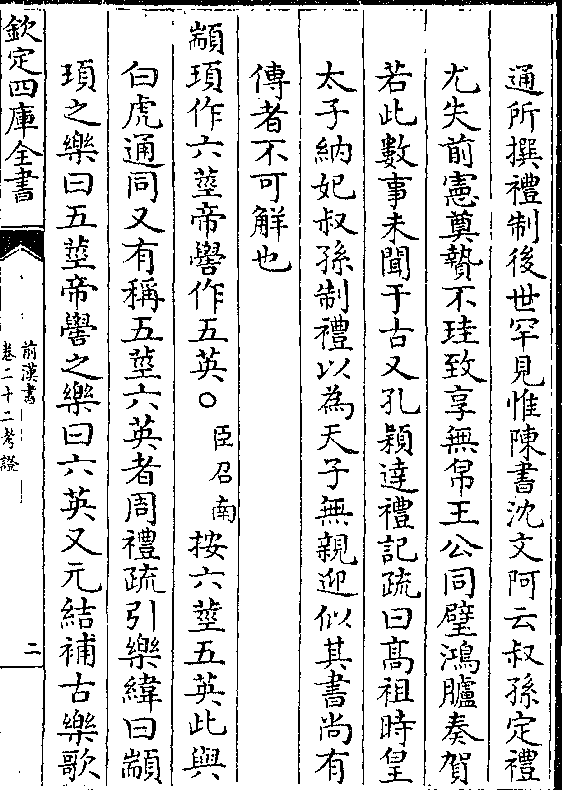 通所撰禮制後世罕見惟陳書沈文阿云叔孫定禮
尤失前憲奠贄不珪致享無帛王公同璧鴻臚奏賀
若此數事未聞于古又孔穎達禮記疏曰髙祖時皇
太子納妃叔孫制禮以為天子無親迎似其書尚有
傳者不可解也
顓頊作六莖帝嚳作五英○臣召南按六莖五英此與
白虎通同又有稱五莖六英者周禮疏引樂緯曰顓
頊之樂曰五莖帝嚳之樂曰六英又元結補古樂歌
欽定四庫全書
前漢書
卷二十二考證
二